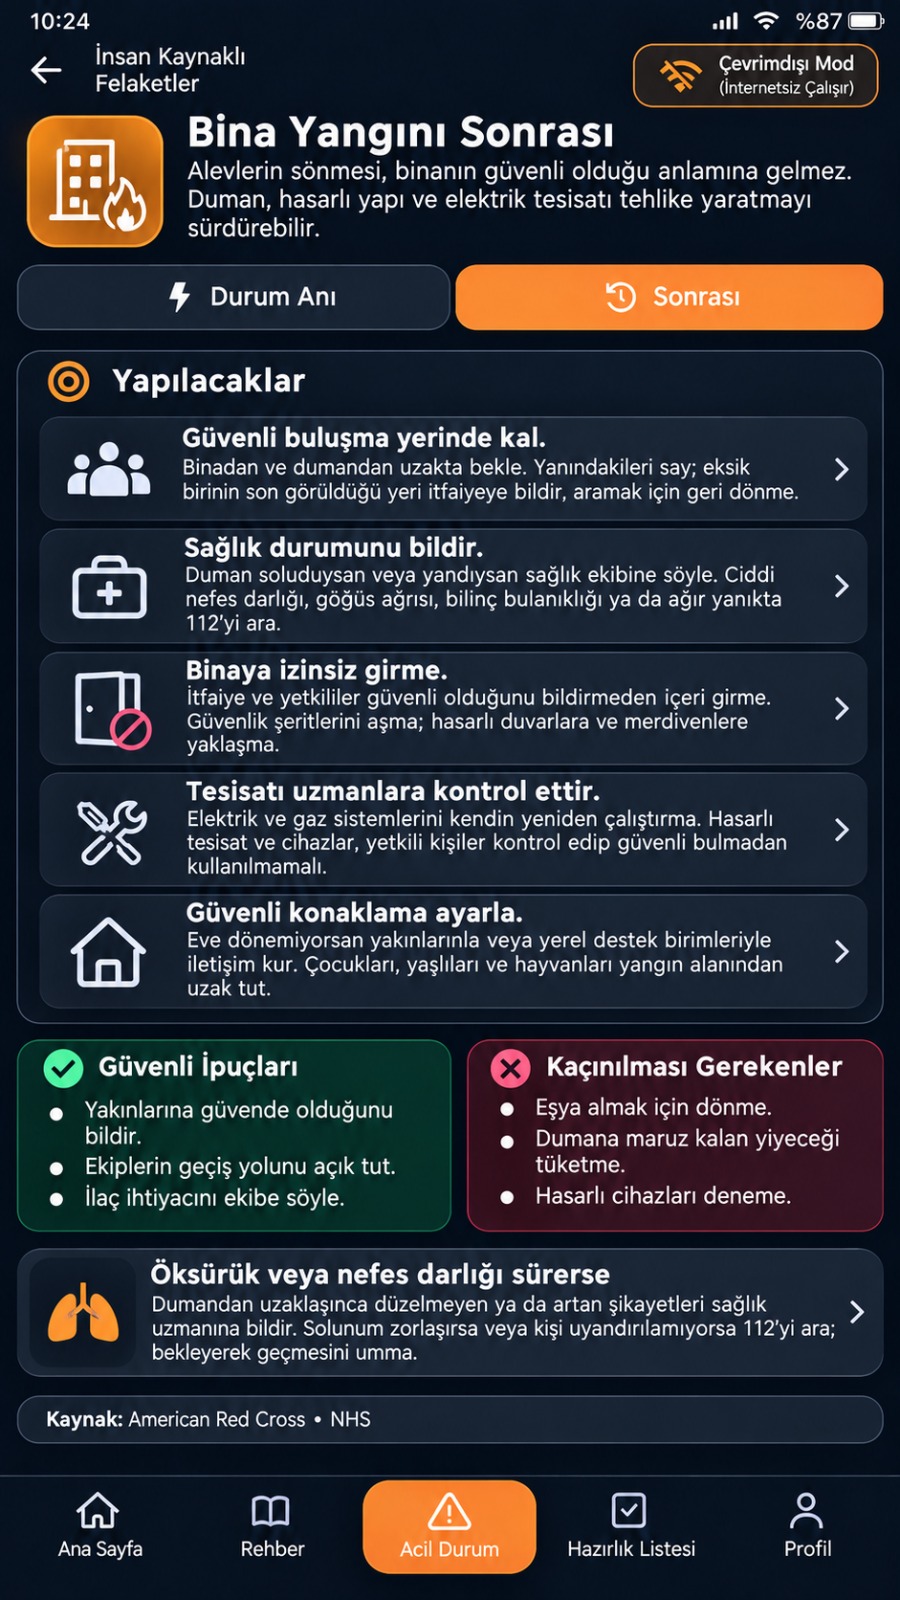 10:24
%87
İnsan Kaynaklı
Felaketler
Çevrimdışı Mod
(İnternetsiz Çalışır)
Bina Yangını Sonrası
Alevlerin sönmesi, binanın güvenli olduğu anlamına gelmez.
Duman, hasarlı yapı ve elektrik tesisatı tehlike yaratmayı
sürdürebilir.
Durum Anı
Sonrası
Yapılacaklar
Güvenli buluşma yerinde kal.
Binadan ve dumandan uzakta bekle. Yanındakileri say; eksik
birinin son görüldüğü yeri itfaiyeye bildir, aramak için geri dönme.
Sağlık durumunu bildir.
Duman soluduysan veya yandıysan sağlık ekibine söyle. Ciddi
nefes darlığı, göğüs ağrısı, bilinç bulanıklığı ya da ağır yanıkta
112'yi ara.
Binaya izinsiz girme.
İtfaiye ve yetkililer güvenli olduğunu bildirmeden içeri girme.
Güvenlik şeritlerini aşma; hasarlı duvarlara ve merdivenlere
yaklaşma.
Tesisatı uzmanlara kontrol ettir.
Elektrik ve gaz sistemlerini kendin yeniden çalıştırma. Hasarlı
tesisat ve cihazlar, yetkili kişiler kontrol edip güvenli bulmadan
kullanılmamalı.
Güvenli konaklama ayarla.
Eve dönemiyorsan yakınlarınla veya yerel destek birimleriyle
iletişim kur. Çocukları, yaşlıları ve hayvanları yangın alanından
uzak tut.
Güvenli İpuçları
● Yakınlarına güvende olduğunu
bildir.
● Ekiplerin geçiş yolunu açık tut.
● İlaç ihtiyacını ekibe söyle.
Kaçınılması Gerekenler
● Eşya almak için dönme.
● Dumana maruz kalan yiyeceği
tüketme.
● Hasarlı cihazları deneme.
Öksürük veya nefes darlığı sürerse
Dumandan uzaklaşınca düzelmeyen ya da artan şikayetleri sağlık
uzmanına bildir. Solunum zorlaşırsa veya kişi uyandırılamıyorsa 112'yi ara;
bekleyerek geçmesini umma.
Kaynak: American Red Cross • NHS
Ana Sayfa
Rehber
Acil Durum
Hazırlık Listesi
Profil